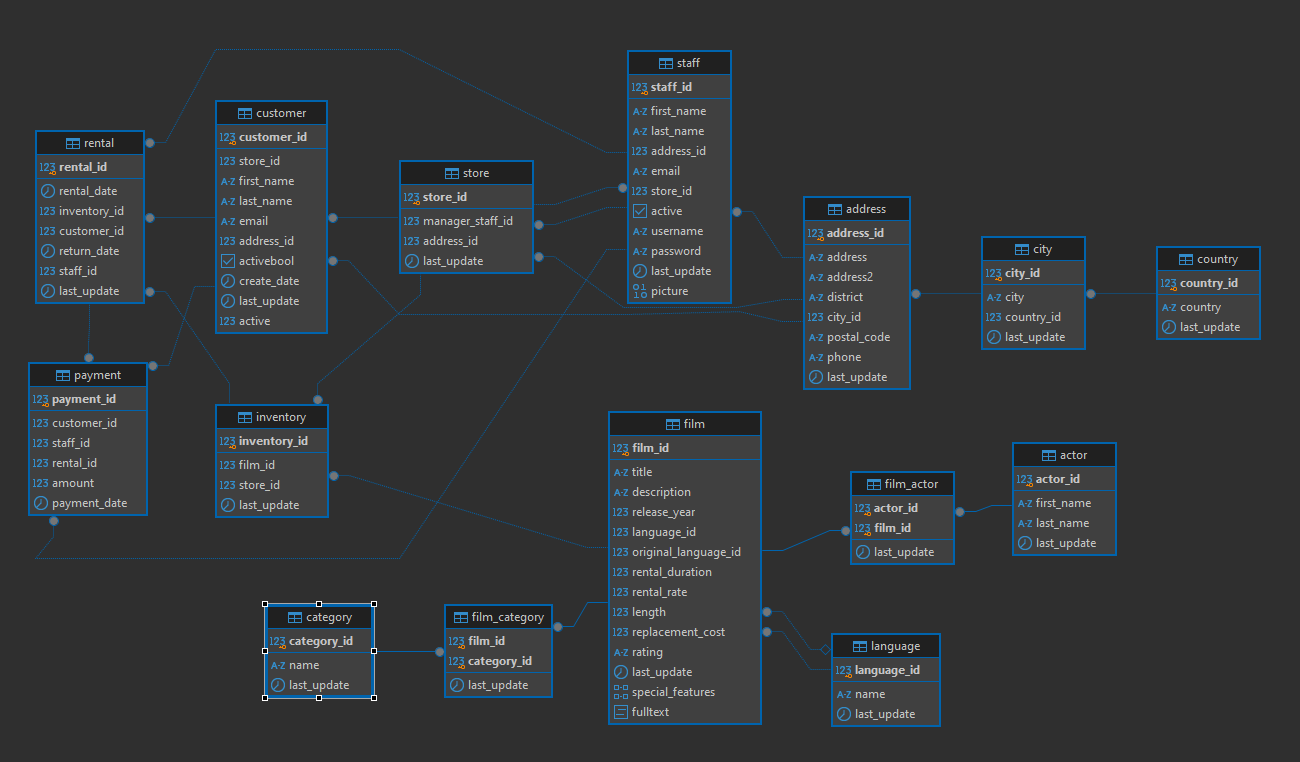 staff
123 staff_id
A-Z first_name
A-Z last_name
123 address_id
A-Z email
123 store_id
active
A-Z username
A-Z password
last_update
picture
customer
123 customer_id
123 store_id
A-Z first_name
A-Z last_name
A-Z email
123 address_id
activebool
create_date
last_update
123 active
rental
123 rental_id
rental_date
123 inventory_id
123 customer_id
return_date
123 staff_id
last_update
store
123 store_id
123 manager_staff_id
123 address_id
last_update
address
123 address_id
A-Z address
A-Z address2
A-Z district
123 city_id
A-Z postal_code
A-Z phone
last_update
city
123 city_id
A-Z city
123 country_id
last_update
country
123 country_id
A-Z country
last_update
payment
123 payment_id
123 customer_id
123 staff_id
123 rental_id
123 amount
payment_date
inventory
123 inventory_id
123 film_id
123 store_id
last_update
film
123 film_id
A-Z title
A-Z description
123 release_year
123 language_id
123 original_language_id
123 rental_duration
123 rental_rate
123 length
123 replacement_cost
A-Z rating
last_update
special_features
fulltext
film_actor
123 actor_id
123 film_id
last_update
actor
123 actor_id
A-Z first_name
A-Z last_name
last_update
category
123 category_id
A-Z name
last_update
film_category
123 film_id
123 category_id
last_update
language
123 language_id
A-Z name
last_update